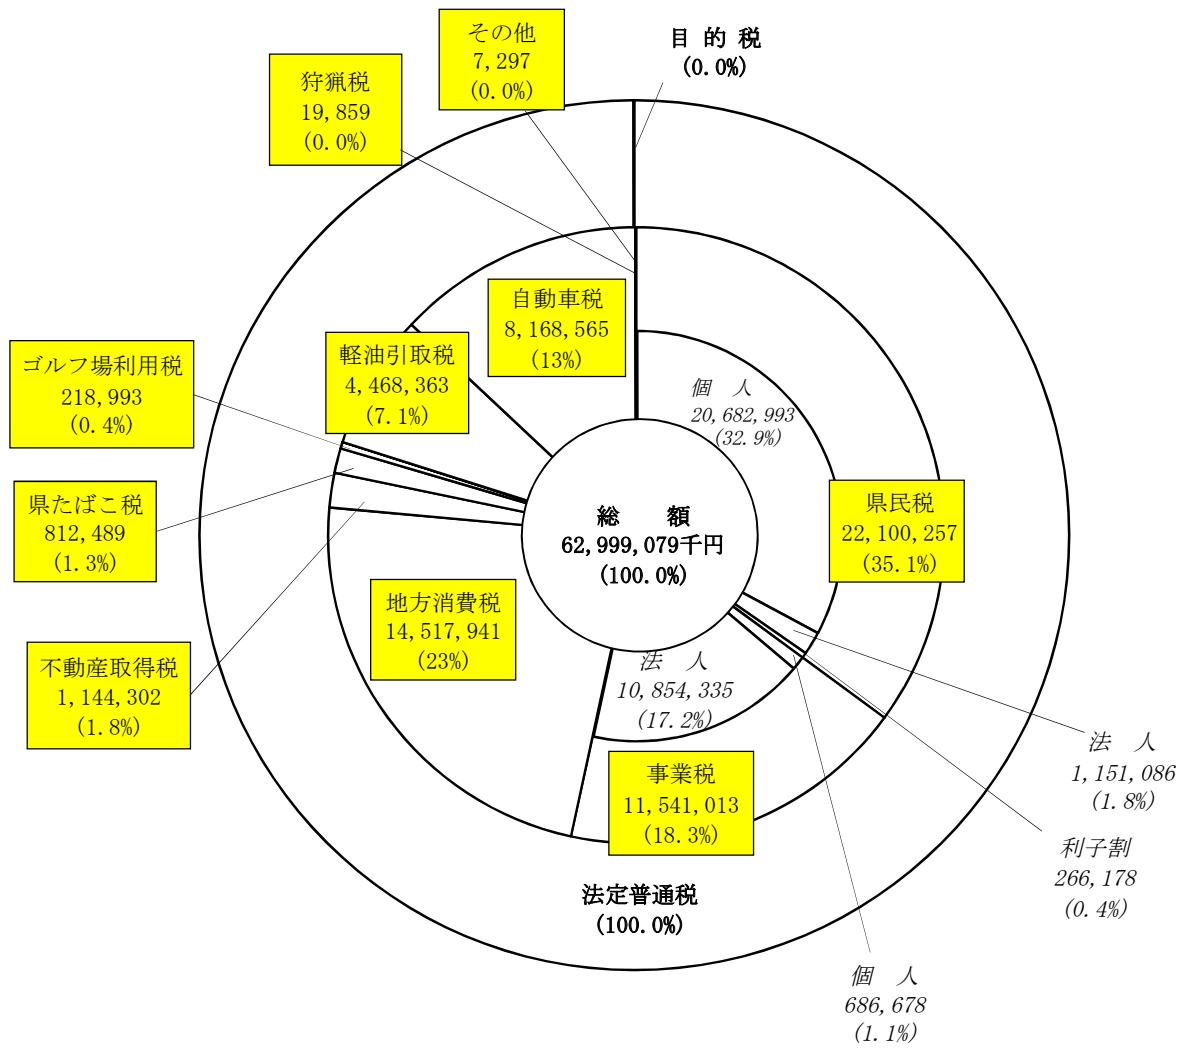 その他
7,297
(0.0%)
目的税
(0.0%)
狩猟税
19,859
(0.0%)
自動車税
8,168,565
(13%)
軽油引取税
4,468,363
(7.1%)
ゴルフ場利用税
218,993
(0.4%)
個　人
20,682,993
(32.9%)
県たばこ税
812,489
(1.3%)
総　額
62,999,079千円
(100.0%)
県民税
22,100,257
(35.1%)
地方消費税
14,517,941
(23%)
不動産取得税
1,144,302
(1.8%)
法　人
10,854,335
(17.2%)
事業税
11,541,013
(18.3%)
法　人
1,151,086
(1.8%)
利子割
266,178
(0.4%)
法定普通税
(100.0%)
個　人
686,678
(1.1%)